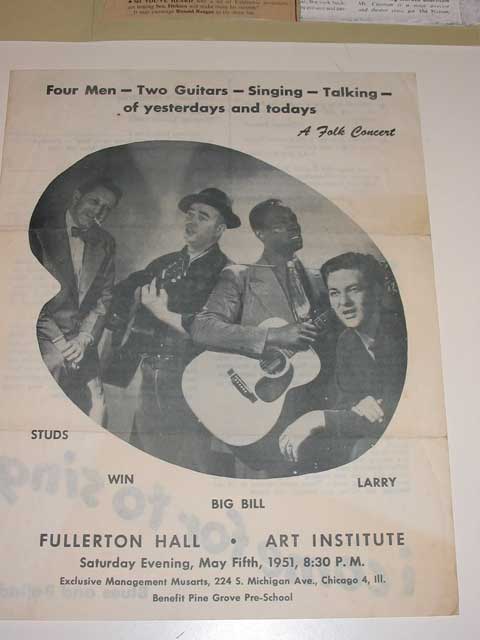 Four Men — Two Guitars — Singing — Talking —
of yesterdays and todays
A Folk Concert
STUDS
WIN
BIG BILL
LARRY
FULLERTON HALL • ART INSTITUTE
Saturday Evening, May Fifth, 1951, 8:30 P. M.
Exclusive Management Musarts, 224 S. Michigan Ave., Chicago 4, Ill.
Benefit Pine Grove Pre-School